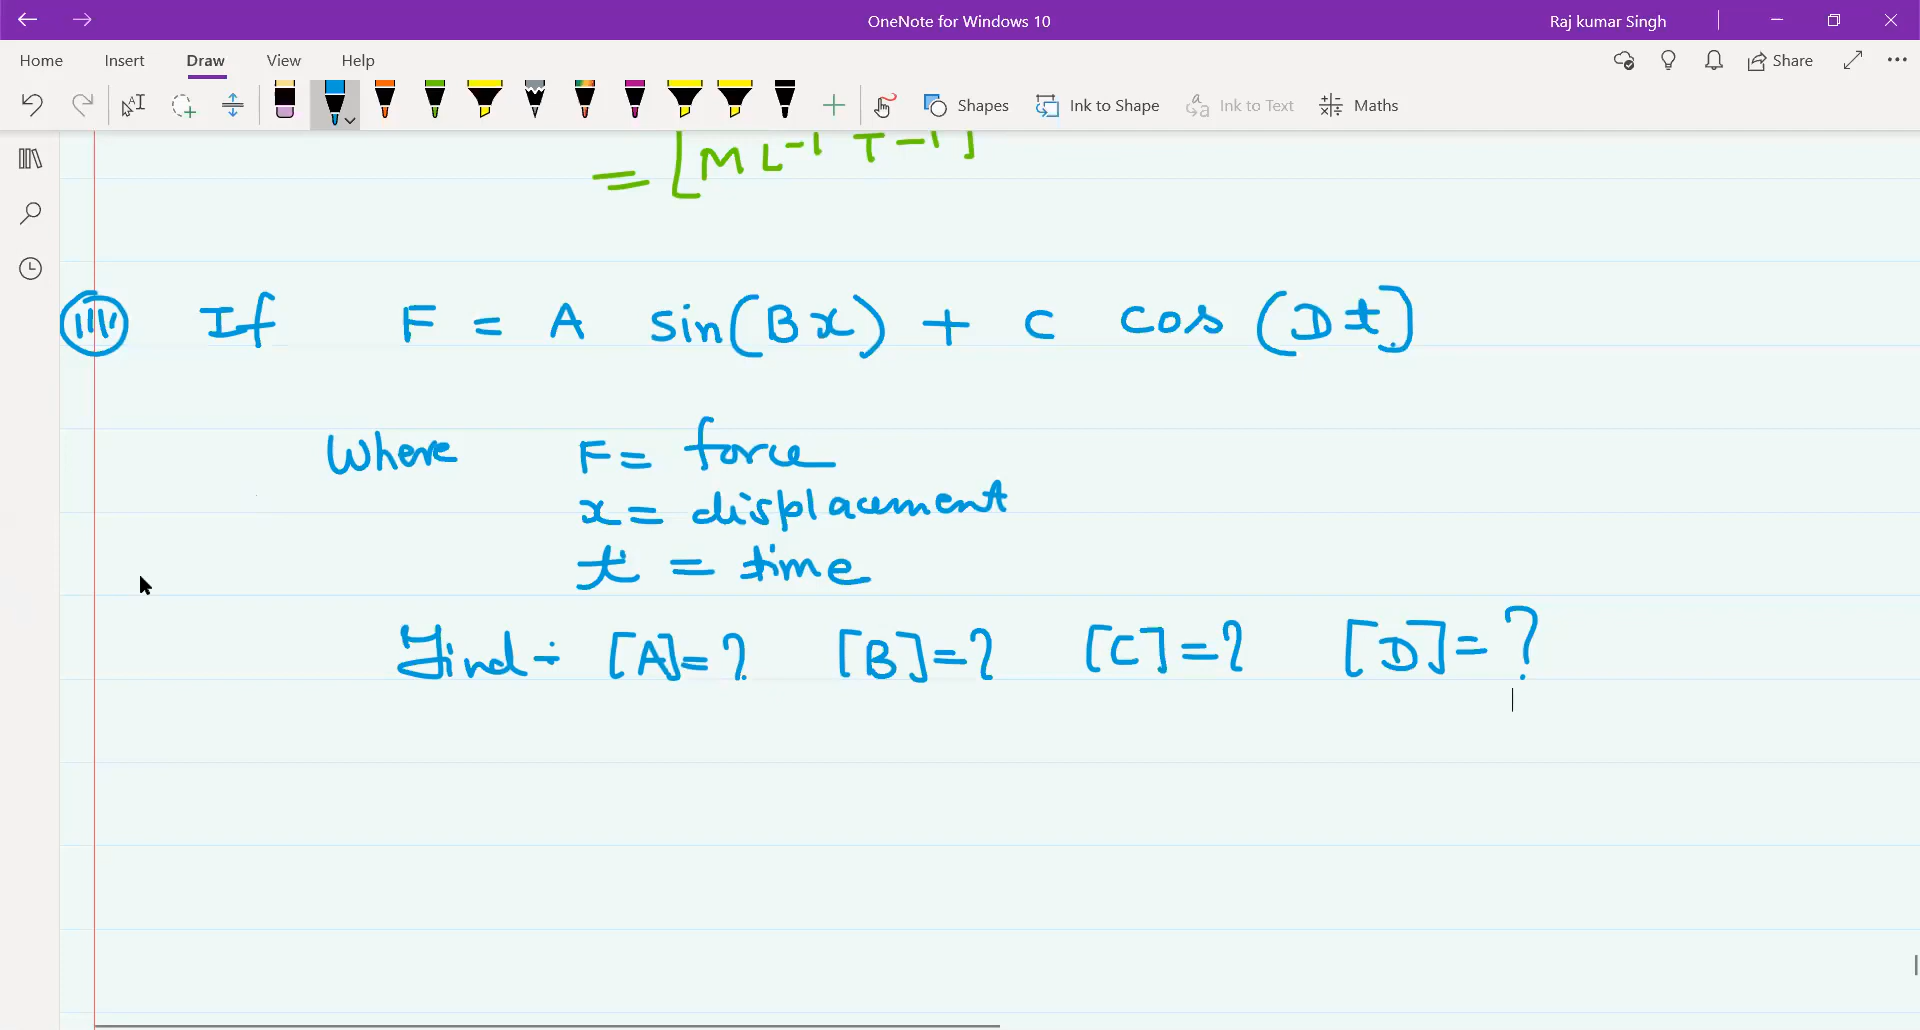 OneNote for Windows 10 Raj kumar Singh
Home Insert Draw View Help Share
Shapes Ink to Shape Ink to Text Maths
= [M L⁻¹ T⁻¹]
If F = A sin(Bx) + C cos (Dt)
Where F = force
x = displacement
t = time
Find ÷ [A]=? [B]=? [C]=? [D]=?